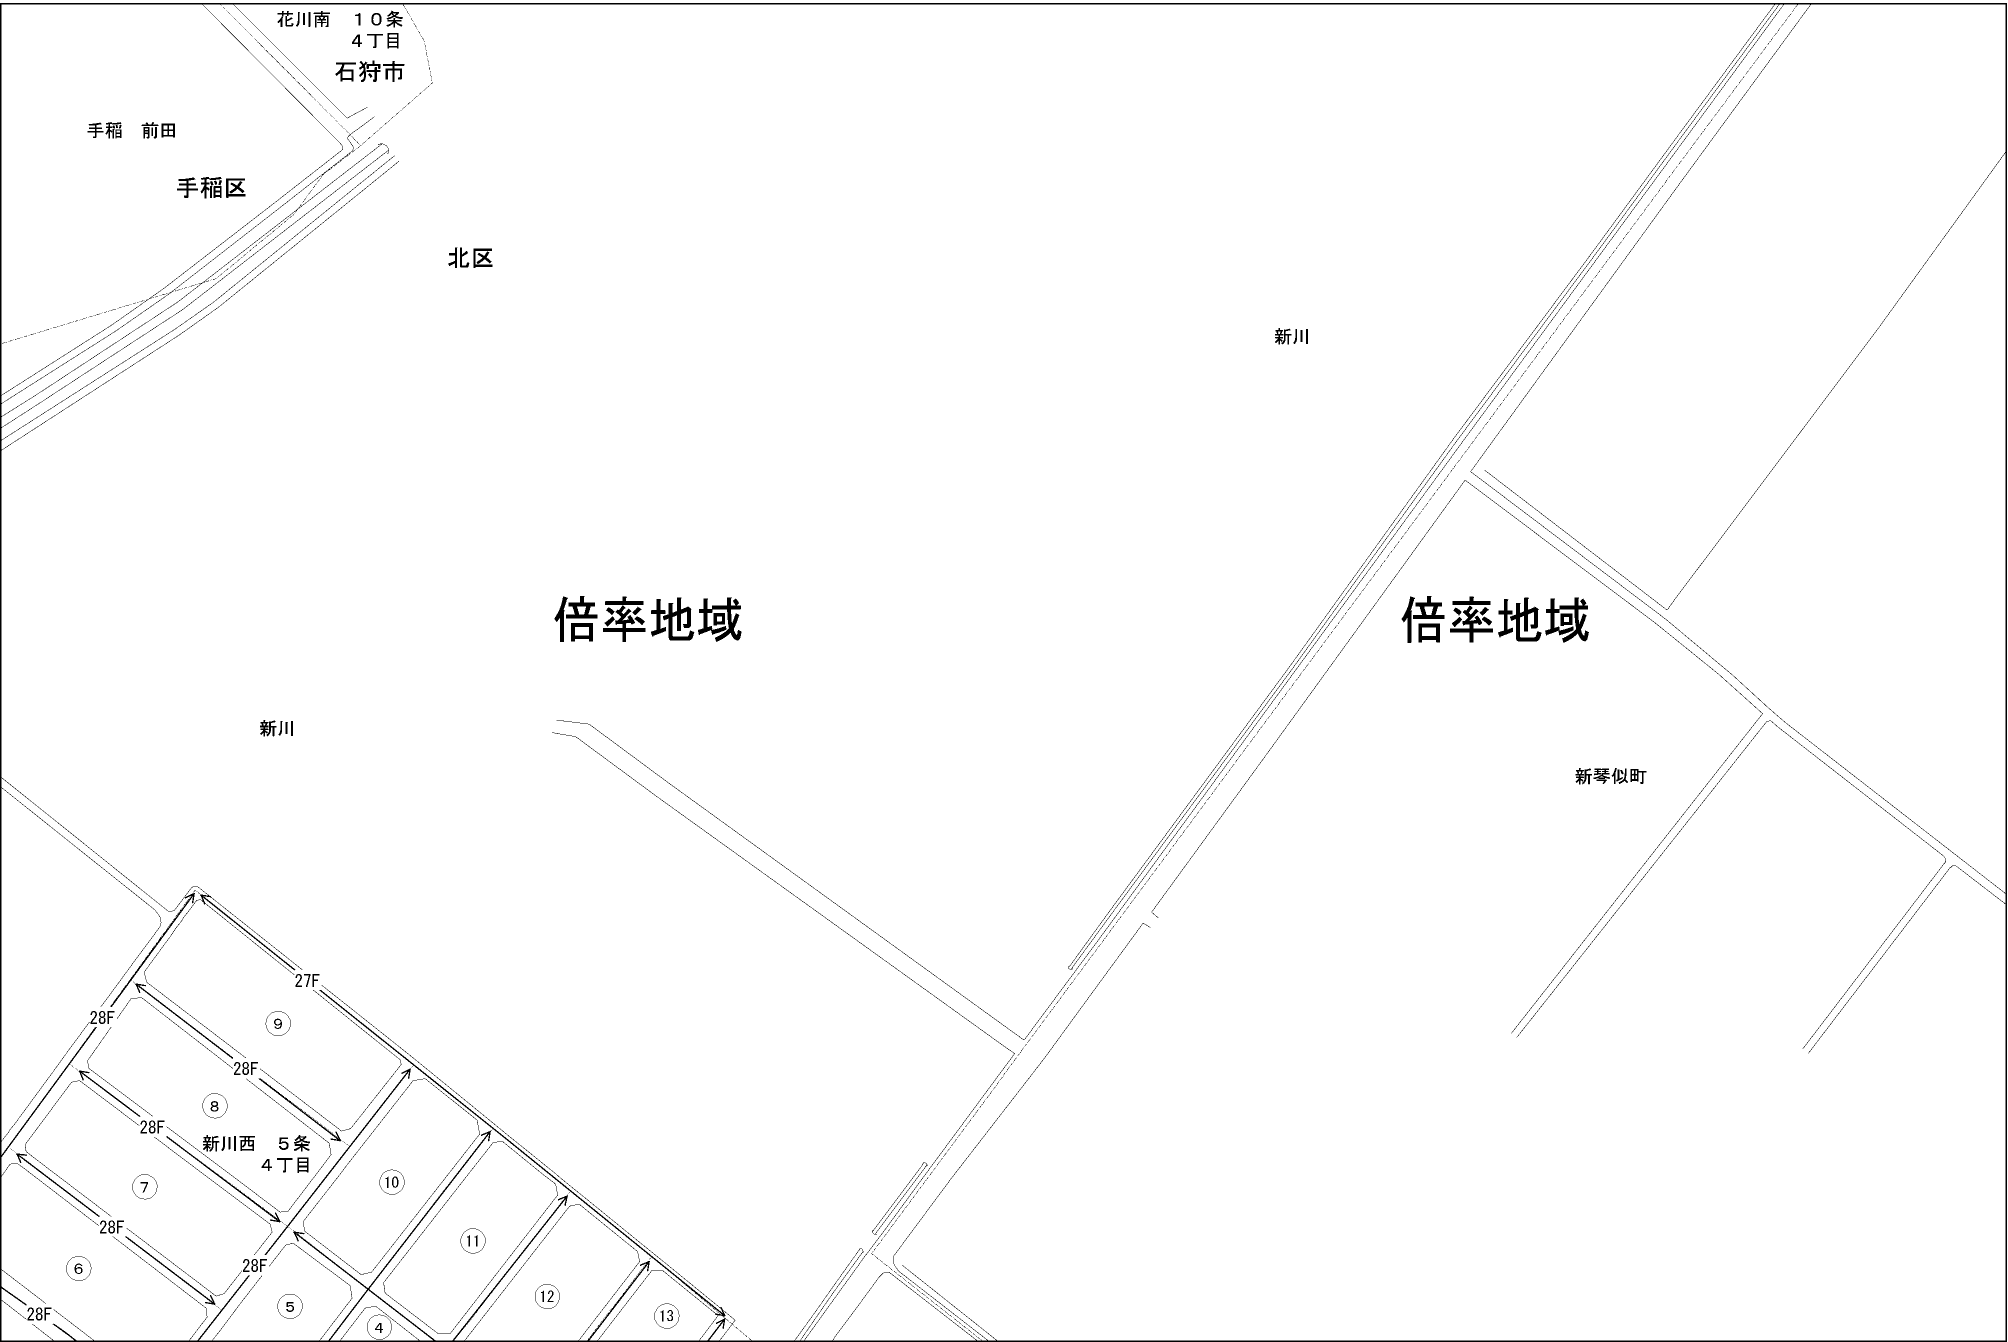 花川南　１０条
４丁目
石狩市
手稲　前田
手稲区
北区
新川
倍率地域
倍率地域
新川
新琴似町
27F
28F
⑨
28F
⑧
28F
新川西　５条
４丁目
⑦
⑩
28F
⑪
⑥
28F
⑤
⑫
28F
⑬
④